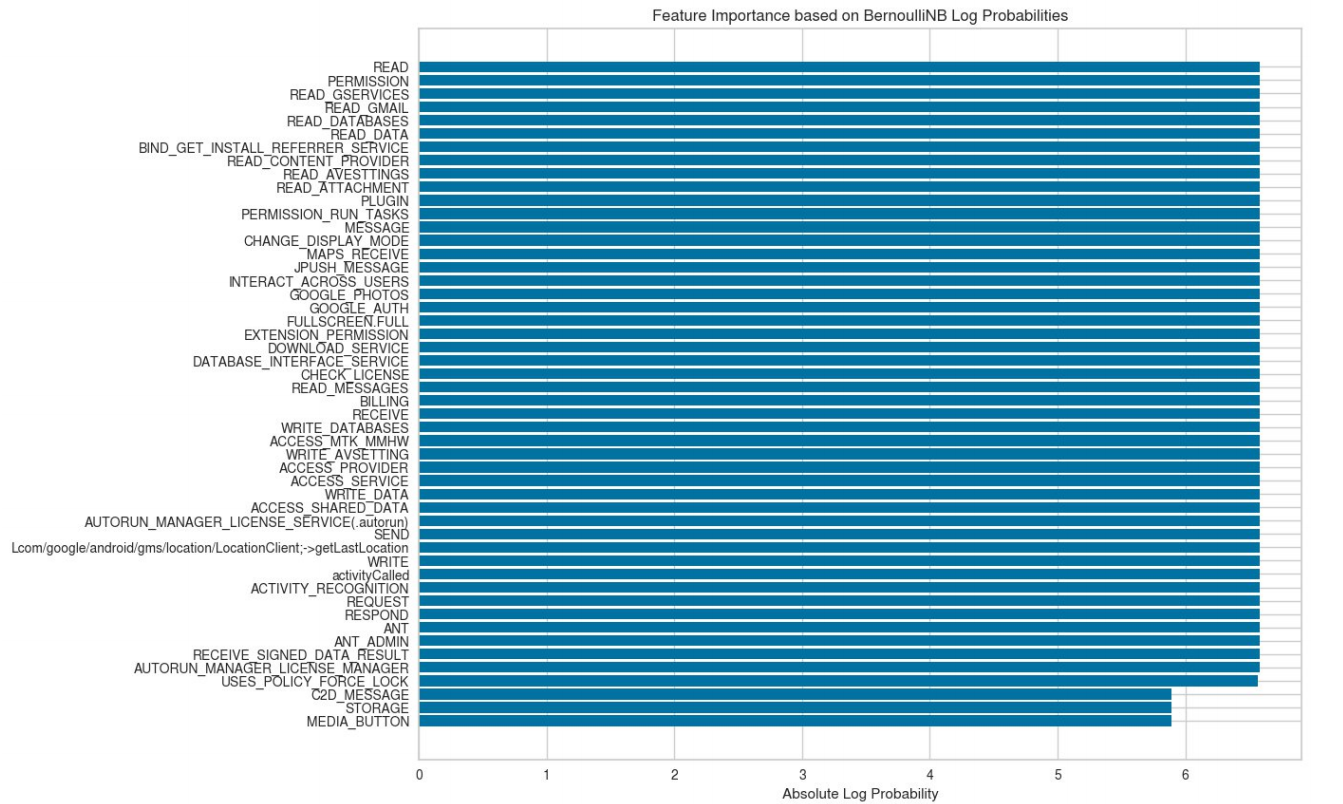 Feature Importance based on BernoulliNB Log Probabilities
READ
PERMISSION
READ_GSERVICES
READ_GMAIL
READ_DATABASES
READ_DATA
BIND_GET_INSTALL_REFERRER_SERVICE
READ_CONTENT_PROVIDER
READ_AVESTTINGS
READ_ATTACHMENT
PLUGIN
PERMISSION_RUN_TASKS
MESSAGE
CHANGE_DISPLAY_MODE
MAPS_RECEIVE
JPUSH_MESSAGE
INTERACT_ACROSS_USERS
GOOGLE_PHOTOS
GOOGLE_AUTH
FULLSCREEN.FULL
EXTENSION_PERMISSION
DOWNLOAD_SERVICE
DATABASE_INTERFACE_SERVICE
CHECK_LICENSE
READ_MESSAGES
BILLING
RECEIVE
WRITE_DATABASES
ACCESS_MTK_MMHW
WRITE_AVSETTING
ACCESS_PROVIDER
ACCESS_SERVICE
WRITE_DATA
ACCESS_SHARED_DATA
AUTORUN_MANAGER_LICENSE_SERVICE(.autorun)
SEND
Lcom/google/android/gms/location/LocationClient;->getLastLocation
WRITE
activityCalled
ACTIVITY_RECOGNITION
REQUEST
RESPOND
ANT
ANT_ADMIN
RECEIVE_SIGNED_DATA_RESULT
AUTORUN_MANAGER_LICENSE_MANAGER
USES_POLICY_FORCE_LOCK
C2D_MESSAGE
STORAGE
MEDIA_BUTTON
0 1 2 3 4 5 6
Absolute Log Probability